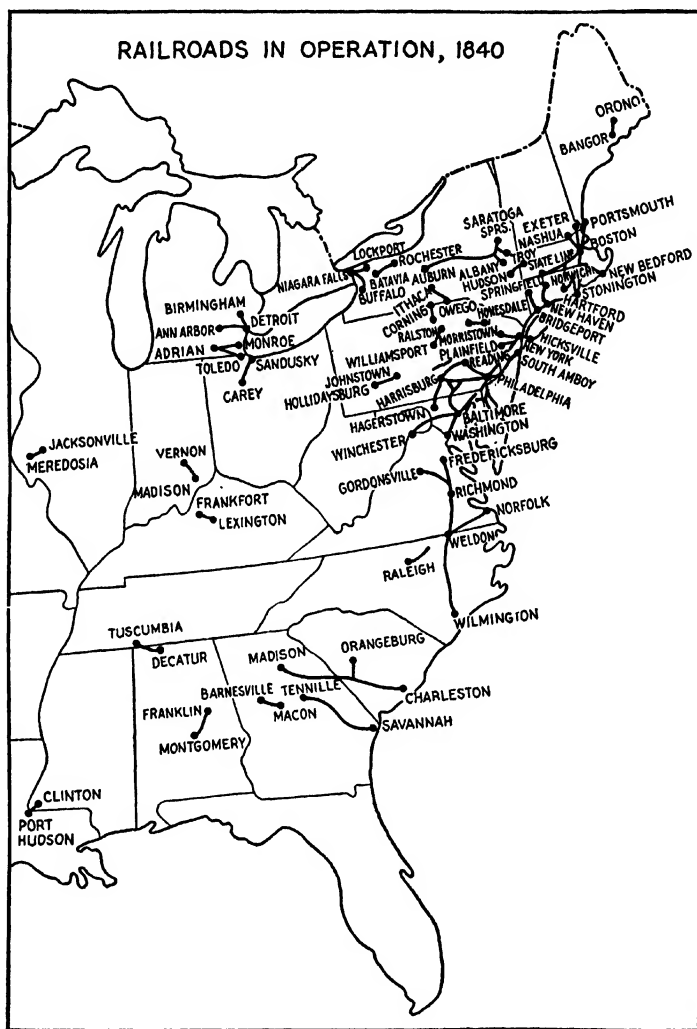 RAILROADS IN OPERATION, 1840
ORONO
BANGOR
SARATOGA
SPRS.
EXETER
PORTSMOUTH
NASHUA
BOSTON
LOCKPORT
ROCHESTER
TROY
STATE LINE
NIAGARA FALLS
BATAVIA
AUBURN
ALBANY
HUDSON
NORWICH
NEW BEDFORD
BUFFALO
SPRINGFIELD
STONINGTON
ITHACA
HARTFORD
BIRMINGHAM
OWEGO
HONESDALE
NEW HAVEN
CORNING
BRIDGEPORT
ANN ARBOR
DETROIT
RALSTON
MORRISTOWN
HICKSVILLE
ADRIAN
MONROE
WILLIAMSPORT
PLAINFIELD
NEW YORK
TOLEDO
SANDUSKY
JOHNSTOWN
READING
SOUTH AMBOY
CAREY
HOLLIDAYSBURG
HARRISBURG
PHILADELPHIA
HAGERSTOWN
BALTIMORE
WINCHESTER
WASHINGTON
JACKSONVILLE
MEREDOSIA
VERNON
MADISON
FREDERICKSBURG
GORDONSVILLE
RICHMOND
FRANKFORT
LEXINGTON
NORFOLK
WELDON
RALEIGH
WILMINGTON
TUSCUMBIA
DECATUR
MADISON
ORANGEBURG
BARNESVILLE
TENNILLE
CHARLESTON
FRANKLIN
MACON
SAVANNAH
MONTGOMERY
CLINTON
PORT
HUDSON